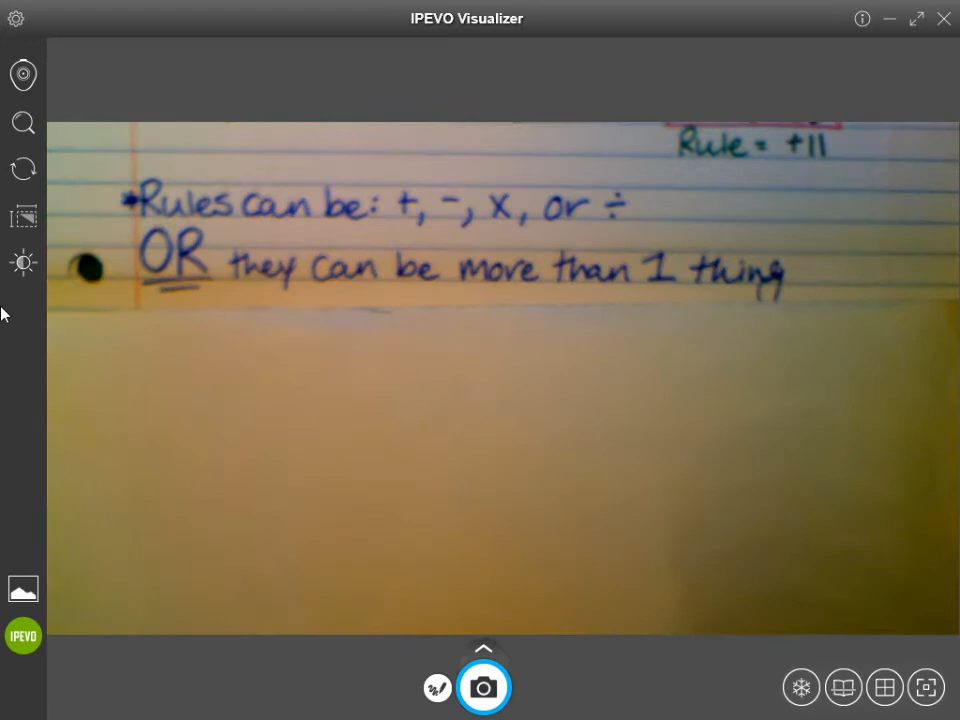 IPEVO Visualizer
Rule = +11
*Rules can be: +, -, x, or ÷
OR they can be more than 1 thing
IPEVO